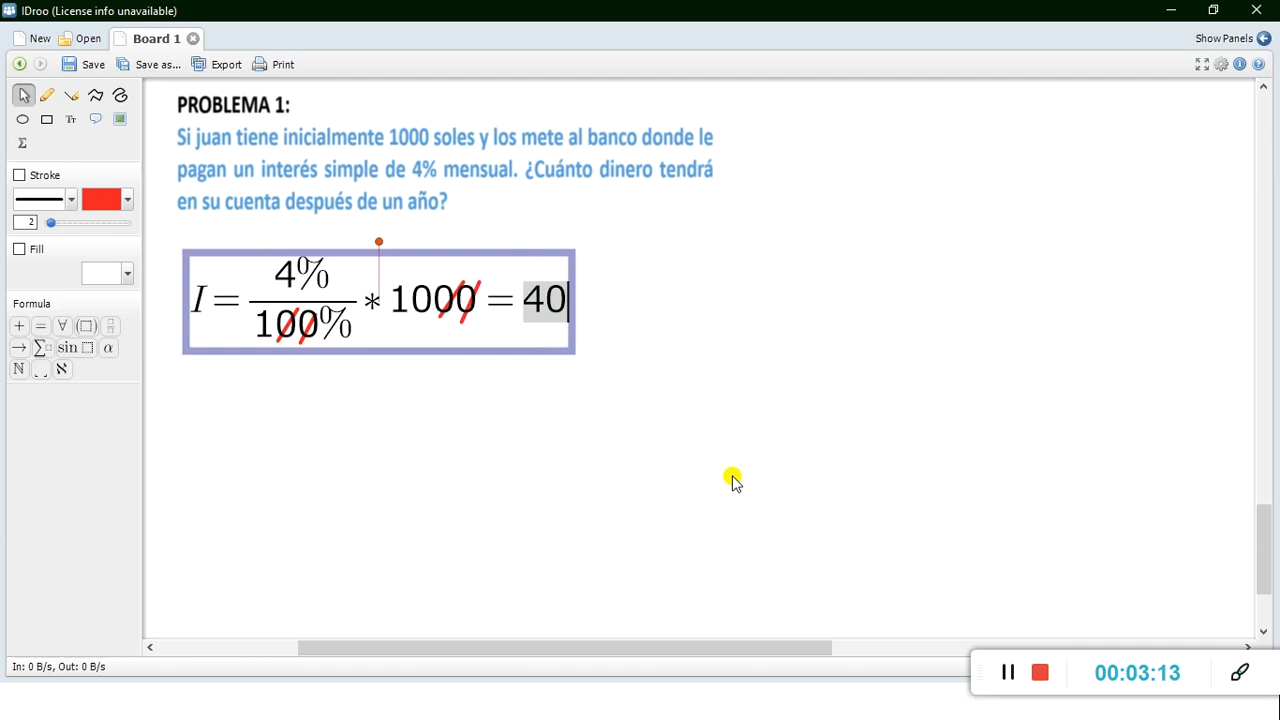 IDroo (License info unavailable)
New Open Board 1 Show Panels
Save Save as... Export Print
PROBLEMA 1:
Si juan tiene inicialmente 1000 soles y los mete al banco donde le
pagan un interés simple de 4% mensual. ¿Cuánto dinero tendrá
en su cuenta después de un año?
I = 4% / 100% * 1000 = 40
Tr
Σ
Stroke
2
Fill
Formula
+ = ∀ (□)
→ ∑ sin □ α
ℕ ℵ
In: 0 B/s, Out: 0 B/s
00:03:13